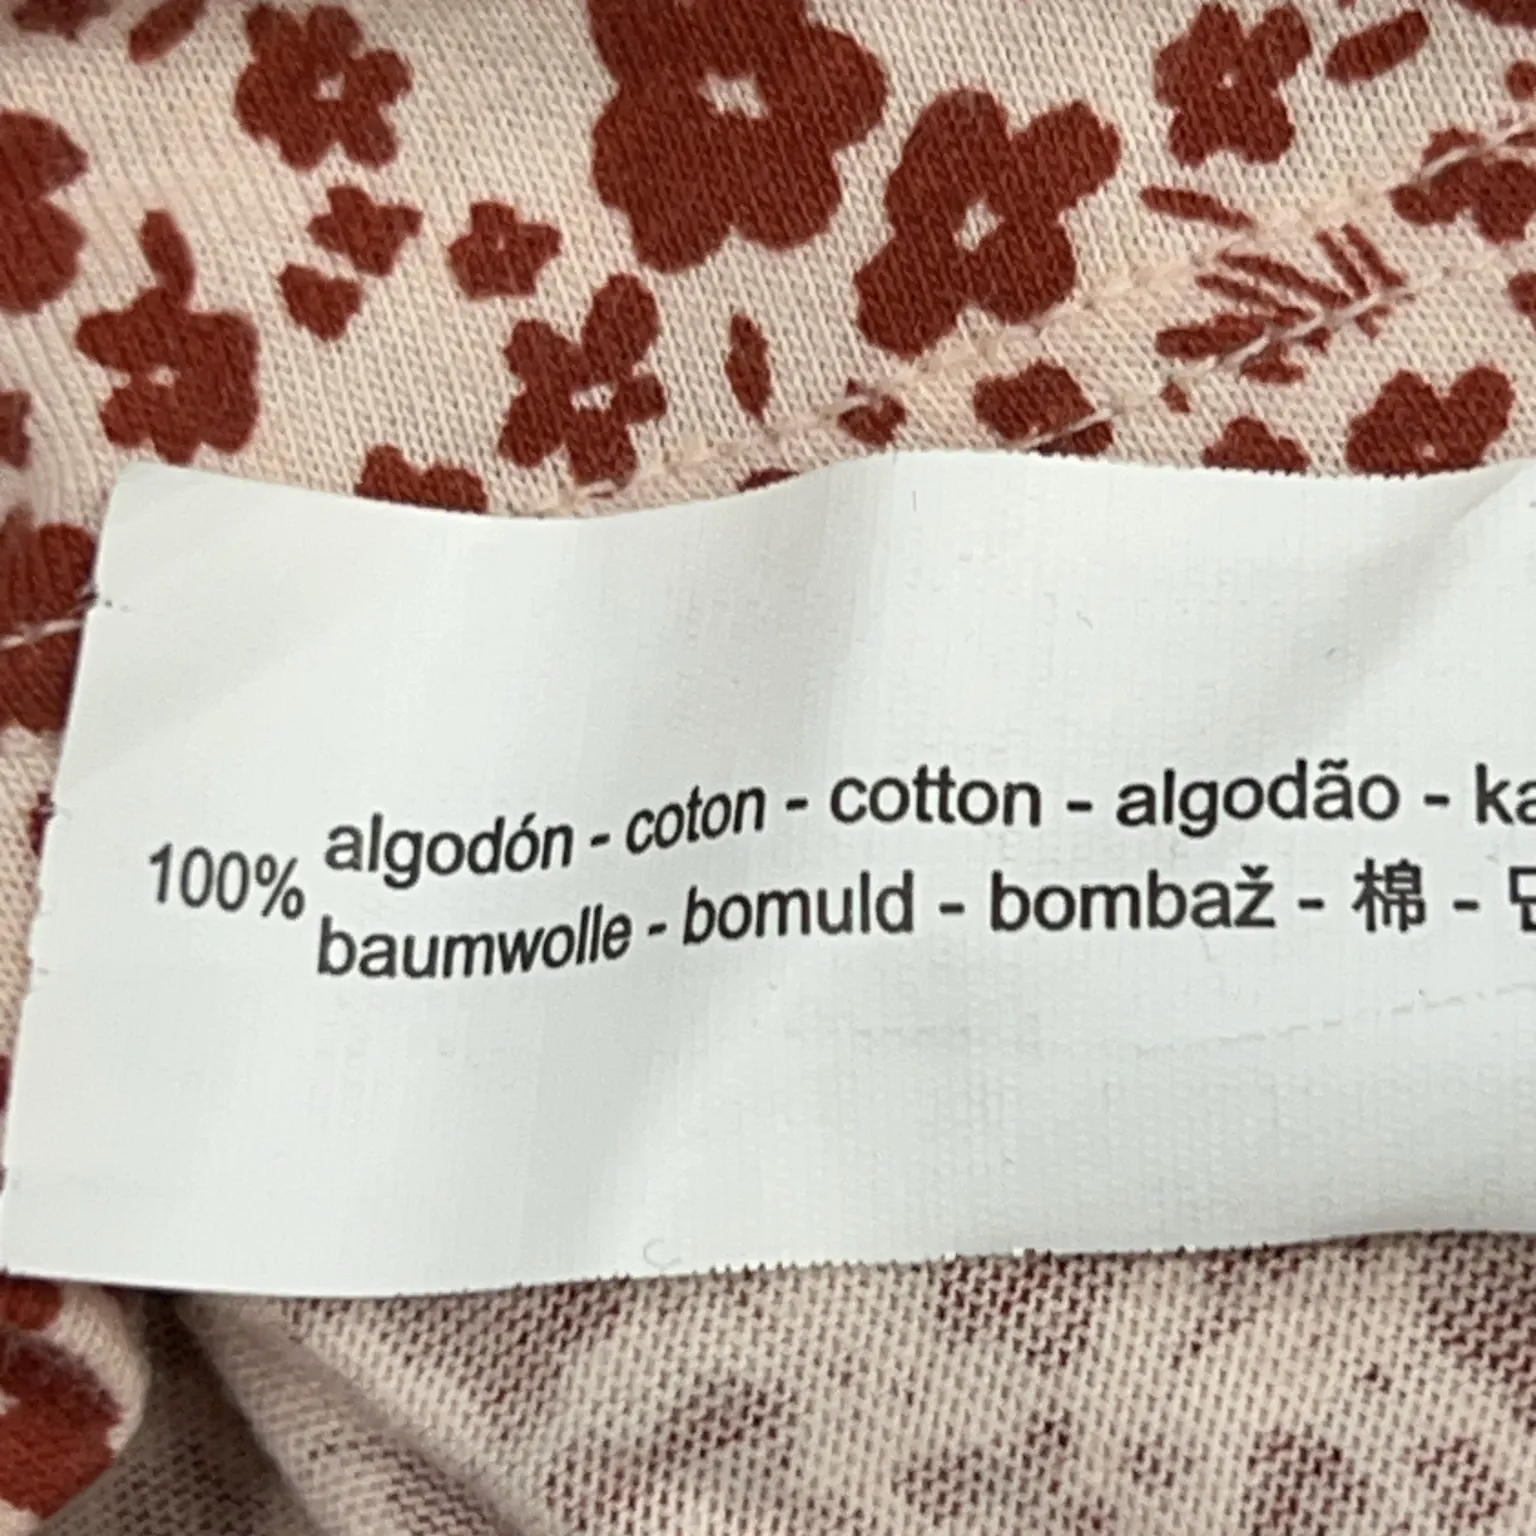 100% algodón - coton - cotton - algodão -
baumwolle - bomuld - bombaž - 棉 -